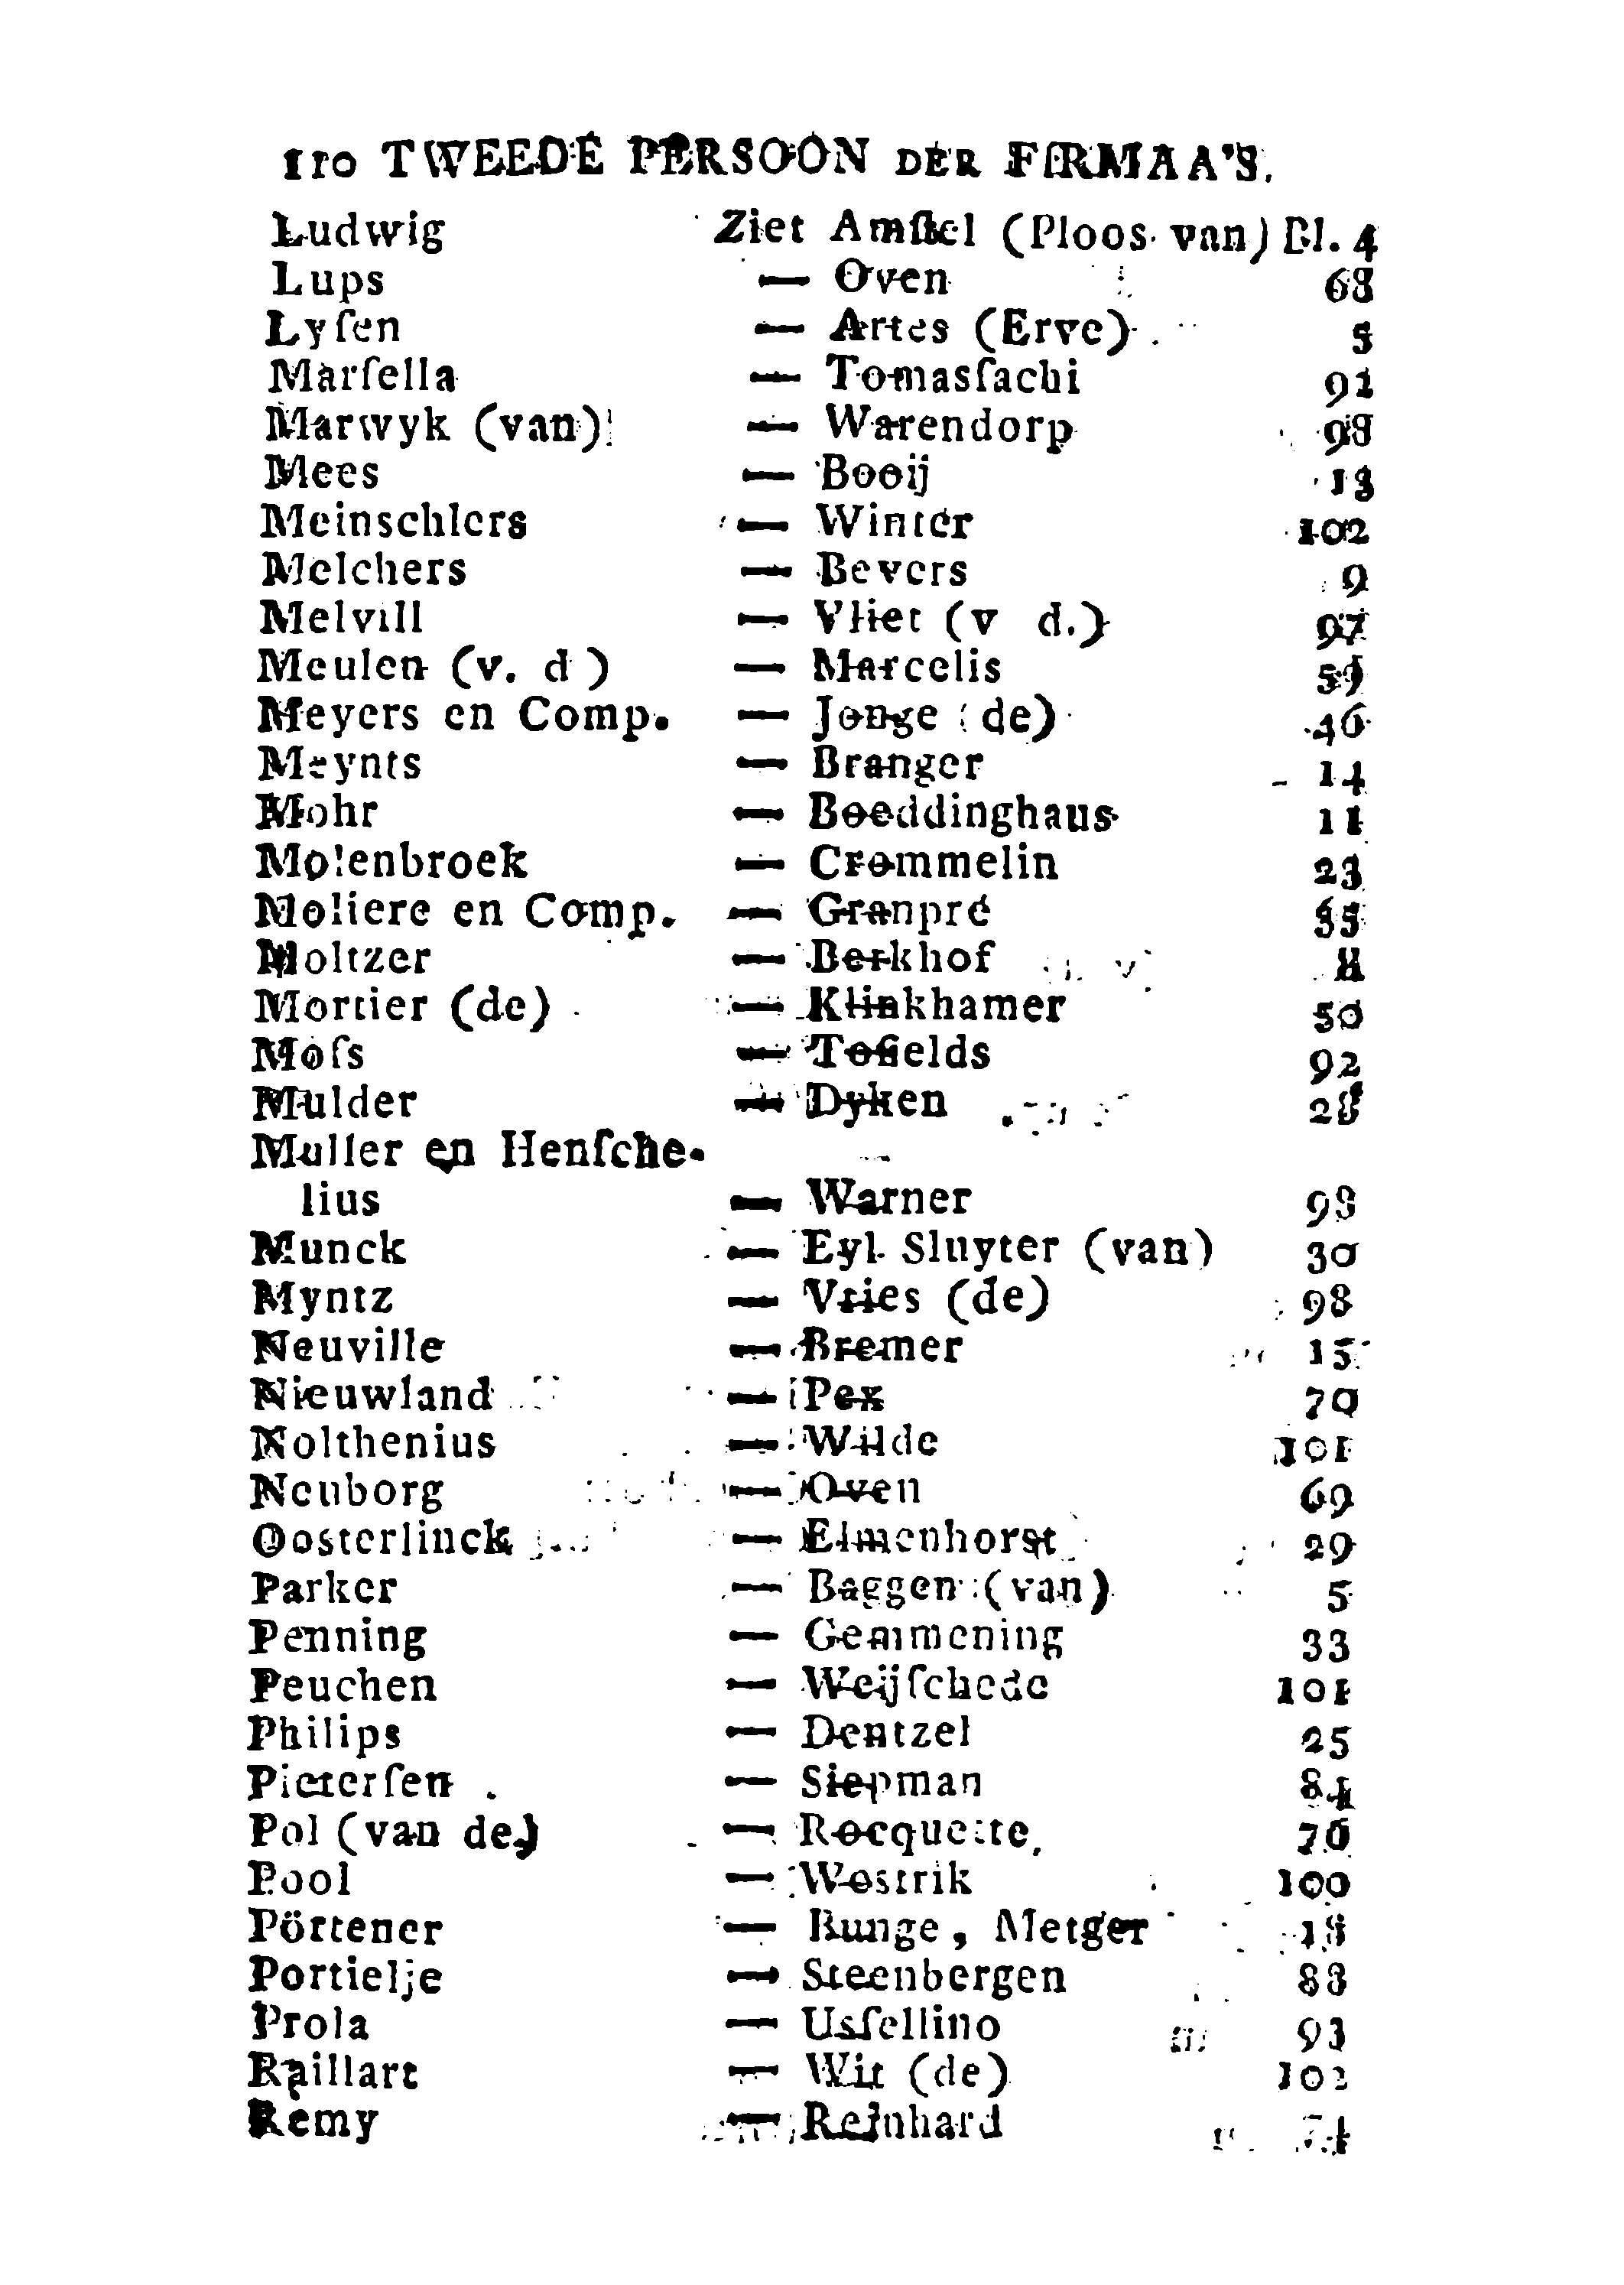 110 TWEEDE PERSOON DER FIRMAA'S.
Ludwig Ziet Amſtel (Ploos van) Bl. 4
Lups — Oven 68
Lyſen — Artes (Erve) 5
Marſella — Tomasſachi 92
Marwyk (van) — Warendorp 98
Mees — Booij 13
Meinschlers — Winter 102
Melchers — Bevers 9
Melvill — Vliet (v d.) 97
Meulen (v. d ) — Marcelis
Meyers en Comp. — Jonge (de) 46
Meynts — Branger 14
Mohr — Boeddinghaus 11
Molenbroek — Crommelin 23
Moliere en Comp. — Granpré
Moltzer — Berkhof 8
Mortier (de) — Klinkhamer 50
Moſs — Tofields 92
Mulder — Dyken 28
Muller en Henſche-
lius — Warner 98
Munck — Eyl Sluyter (van) 30
Myntz — Vries (de) 98
Neuville — Bremer 15
Nieuwland — Pex 70
Nolthenius — Wilde 101
Neuborg — Oven 69
Oosterlinck — Elmenhorst 29
Parker — Baggen (van) 5
Penning — Gemmening 33
Peuchen — Weijſchede 101
Philips — Dentzel 25
Pieterſen — Siepman 84
Pol (van de) — Rocquette, 76
Pool — Westrik 100
Pörtener — Bunge, Metger 18
Portielje — Steenbergen 88
Prola — Usſellino 93
Raillart — Wit (de) 102
Remy — Reinhard 74